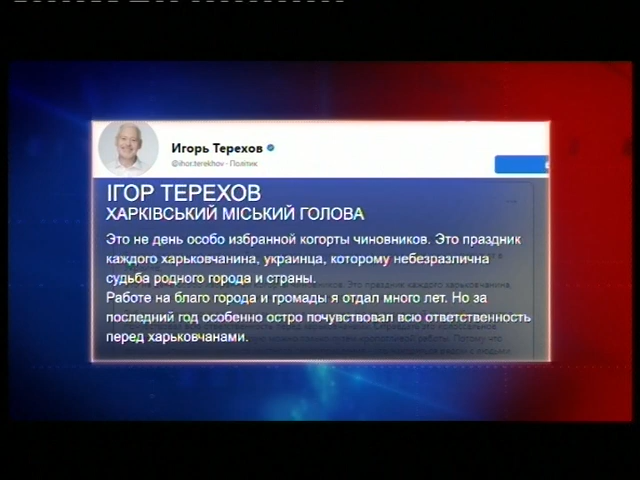 Игорь Терехов
@ihor.terekhov · Політик
ІГОР ТЕРЕХОВ
ХАРКІВСЬКИЙ МІСЬКИЙ ГОЛОВА
Это не день особо избранной когорты чиновников. Это праздник
каждого харьковчанина, украинца, которому небезразлична
судьба родного города и страны.
Работе на благо города и громады я отдал много лет. Но за
последний год особенно остро почувствовал всю ответственность
перед харьковчанами.